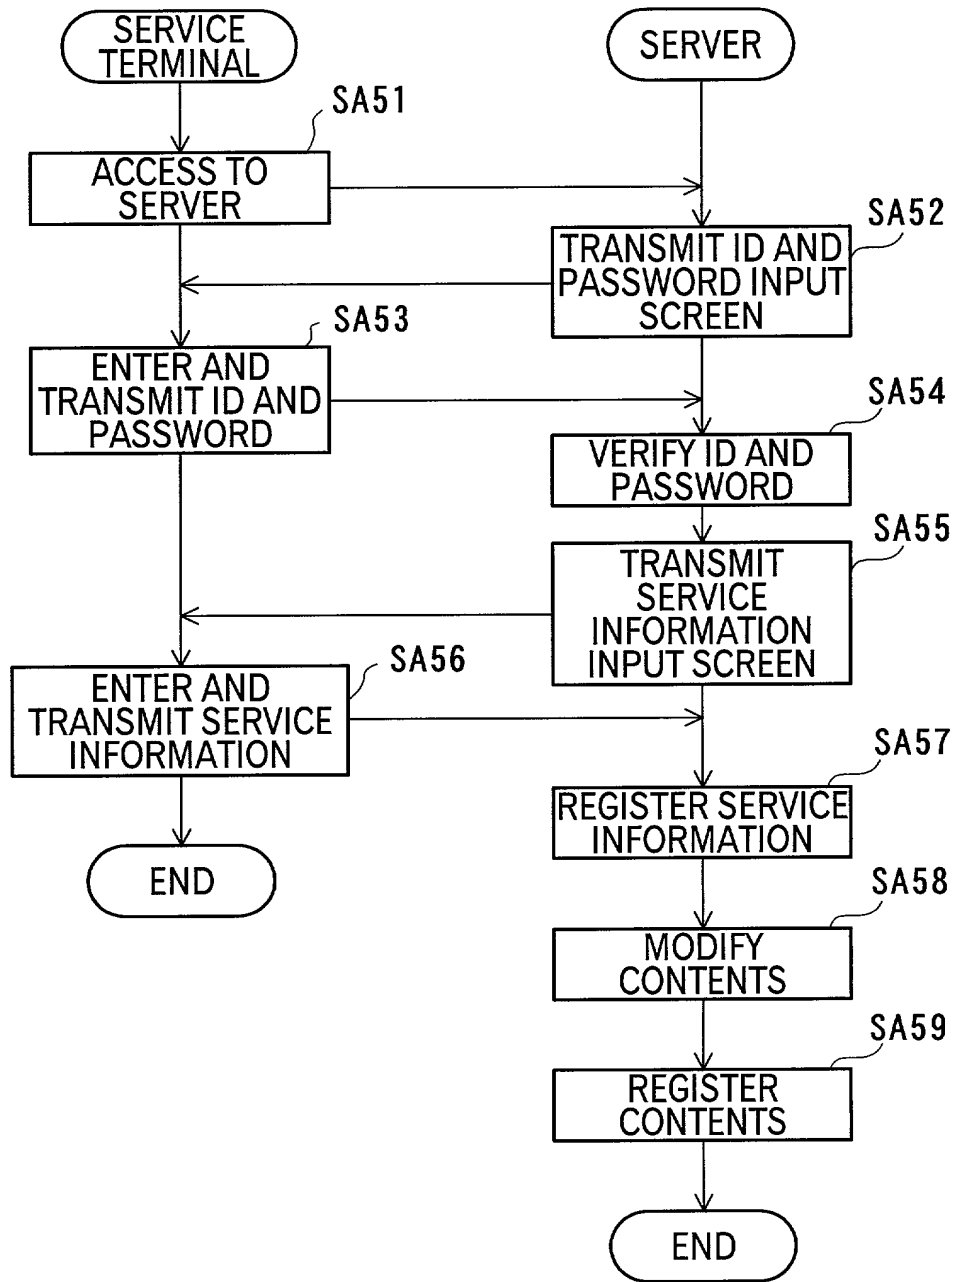 SERVICE
TERMINAL
SERVER
SA51
ACCESS TO
SERVER
SA52
TRANSMIT ID AND
PASSWORD INPUT
SCREEN
SA53
ENTER AND
TRANSMIT ID AND
PASSWORD
SA54
VERIFY ID AND
PASSWORD
SA55
TRANSMIT
SERVICE
INFORMATION
INPUT SCREEN
SA56
ENTER AND
TRANSMIT SERVICE
INFORMATION
SA57
REGISTER SERVICE
INFORMATION
END
SA58
MODIFY
CONTENTS
SA59
REGISTER
CONTENTS
END